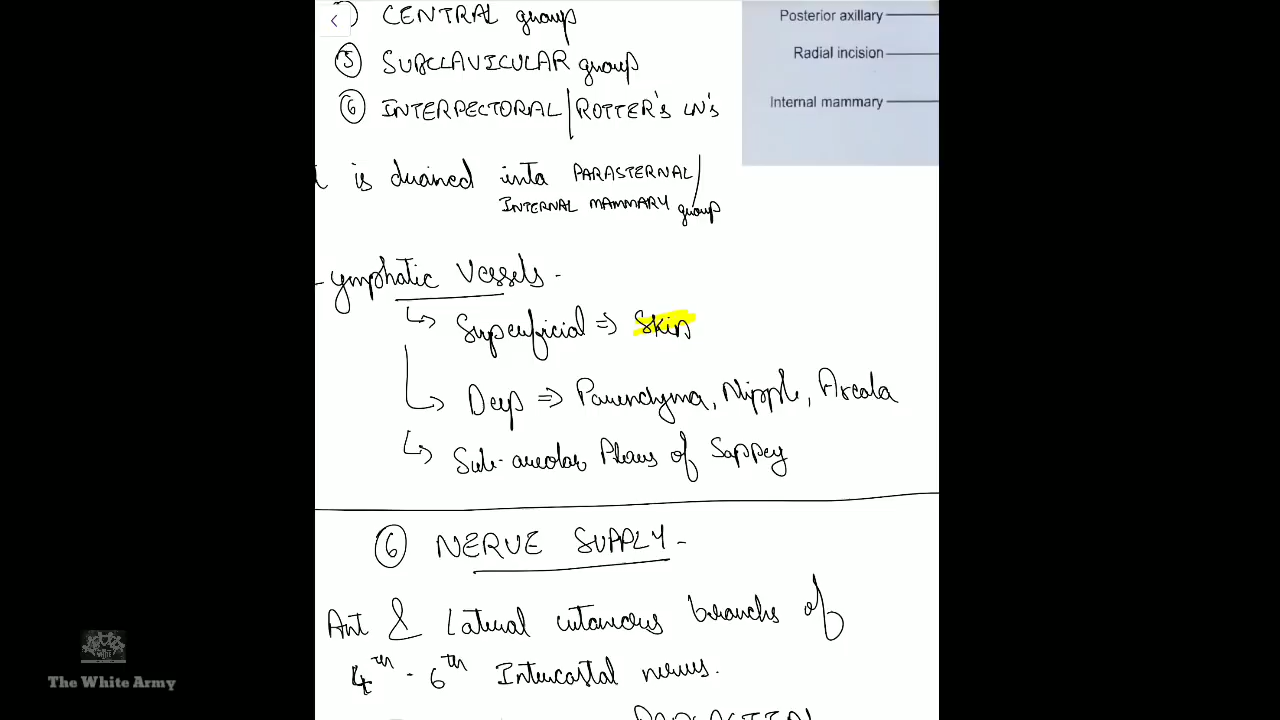 CENTRAL group
⑤ SUBCLAVICULAR group
⑥ INTERPECTORAL/ROTTER'S LN'S
is drained into PARASTERNAL/
INTERNAL MAMMARY group
Lymphatic Vessels -
↳ Superficial ⇒ Skin
↳ Deep ⇒ Parenchyma, Nipple, Areola
↳ Sub-areolar Plexus of Sappey
⑥ NERVE SUPPLY -
Ant & Lateral cutaneous branches of
4th - 6th Intercostal nerves.
Posterior axillary
Radial incision
Internal mammary
The White Army